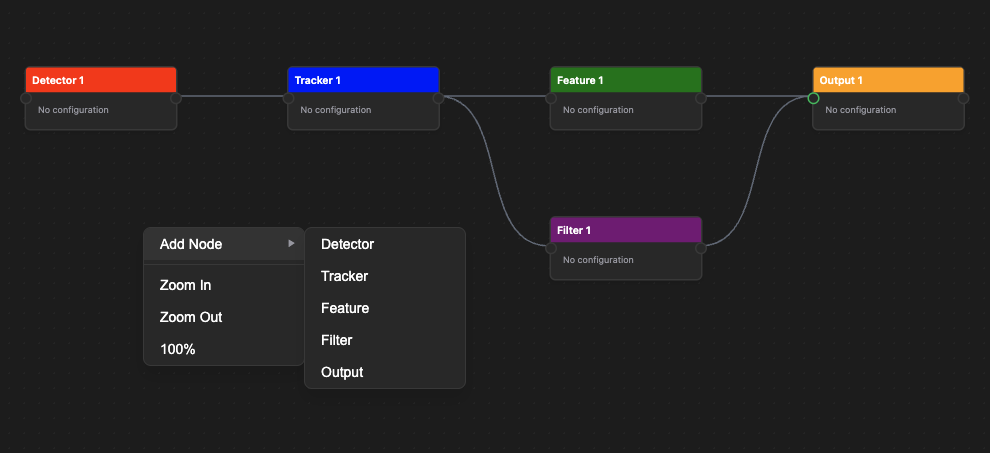 Detector 1
No configuration
Tracker 1
No configuration
Feature 1
No configuration
Output 1
No configuration
Filter 1
No configuration
Add Node
Zoom In
Zoom Out
100%
Detector
Tracker
Feature
Filter
Output